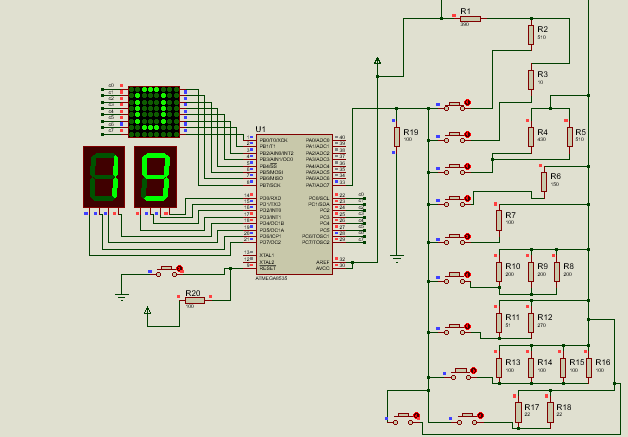 R1
390
R2
510
R3
10
R4
430
R5
510
R6
150
R7
100
R19
100
U1
PB0/T0/XCK
PB1/T1
PB2/AIN0/INT2
PB3/AIN1/OC0
PB4/SS
PB5/MOSI
PB6/MISO
PB7/SCK
PD0/RXD
PD1/TXD
PD2/INT0
PD3/INT1
PD4/OC1B
PD5/OC1A
PD6/ICP1
PD7/OC2
XTAL1
XTAL2
RESET
PA0/ADC0
PA1/ADC1
PA2/ADC2
PA3/ADC3
PA4/ADC4
PA5/ADC5
PA6/ADC6
PA7/ADC7
PC0/SCL
PC1/SDA
PC2
PC3
PC4
PC5
PC6/TOSC1
PC7/TOSC2
AREF
AVCC
ATMEGA8535
19
R20
100
R10
200
R9
200
R8
200
R11
51
R12
270
R13
100
R14
100
R15
100
R16
100
R17
22
R18
22